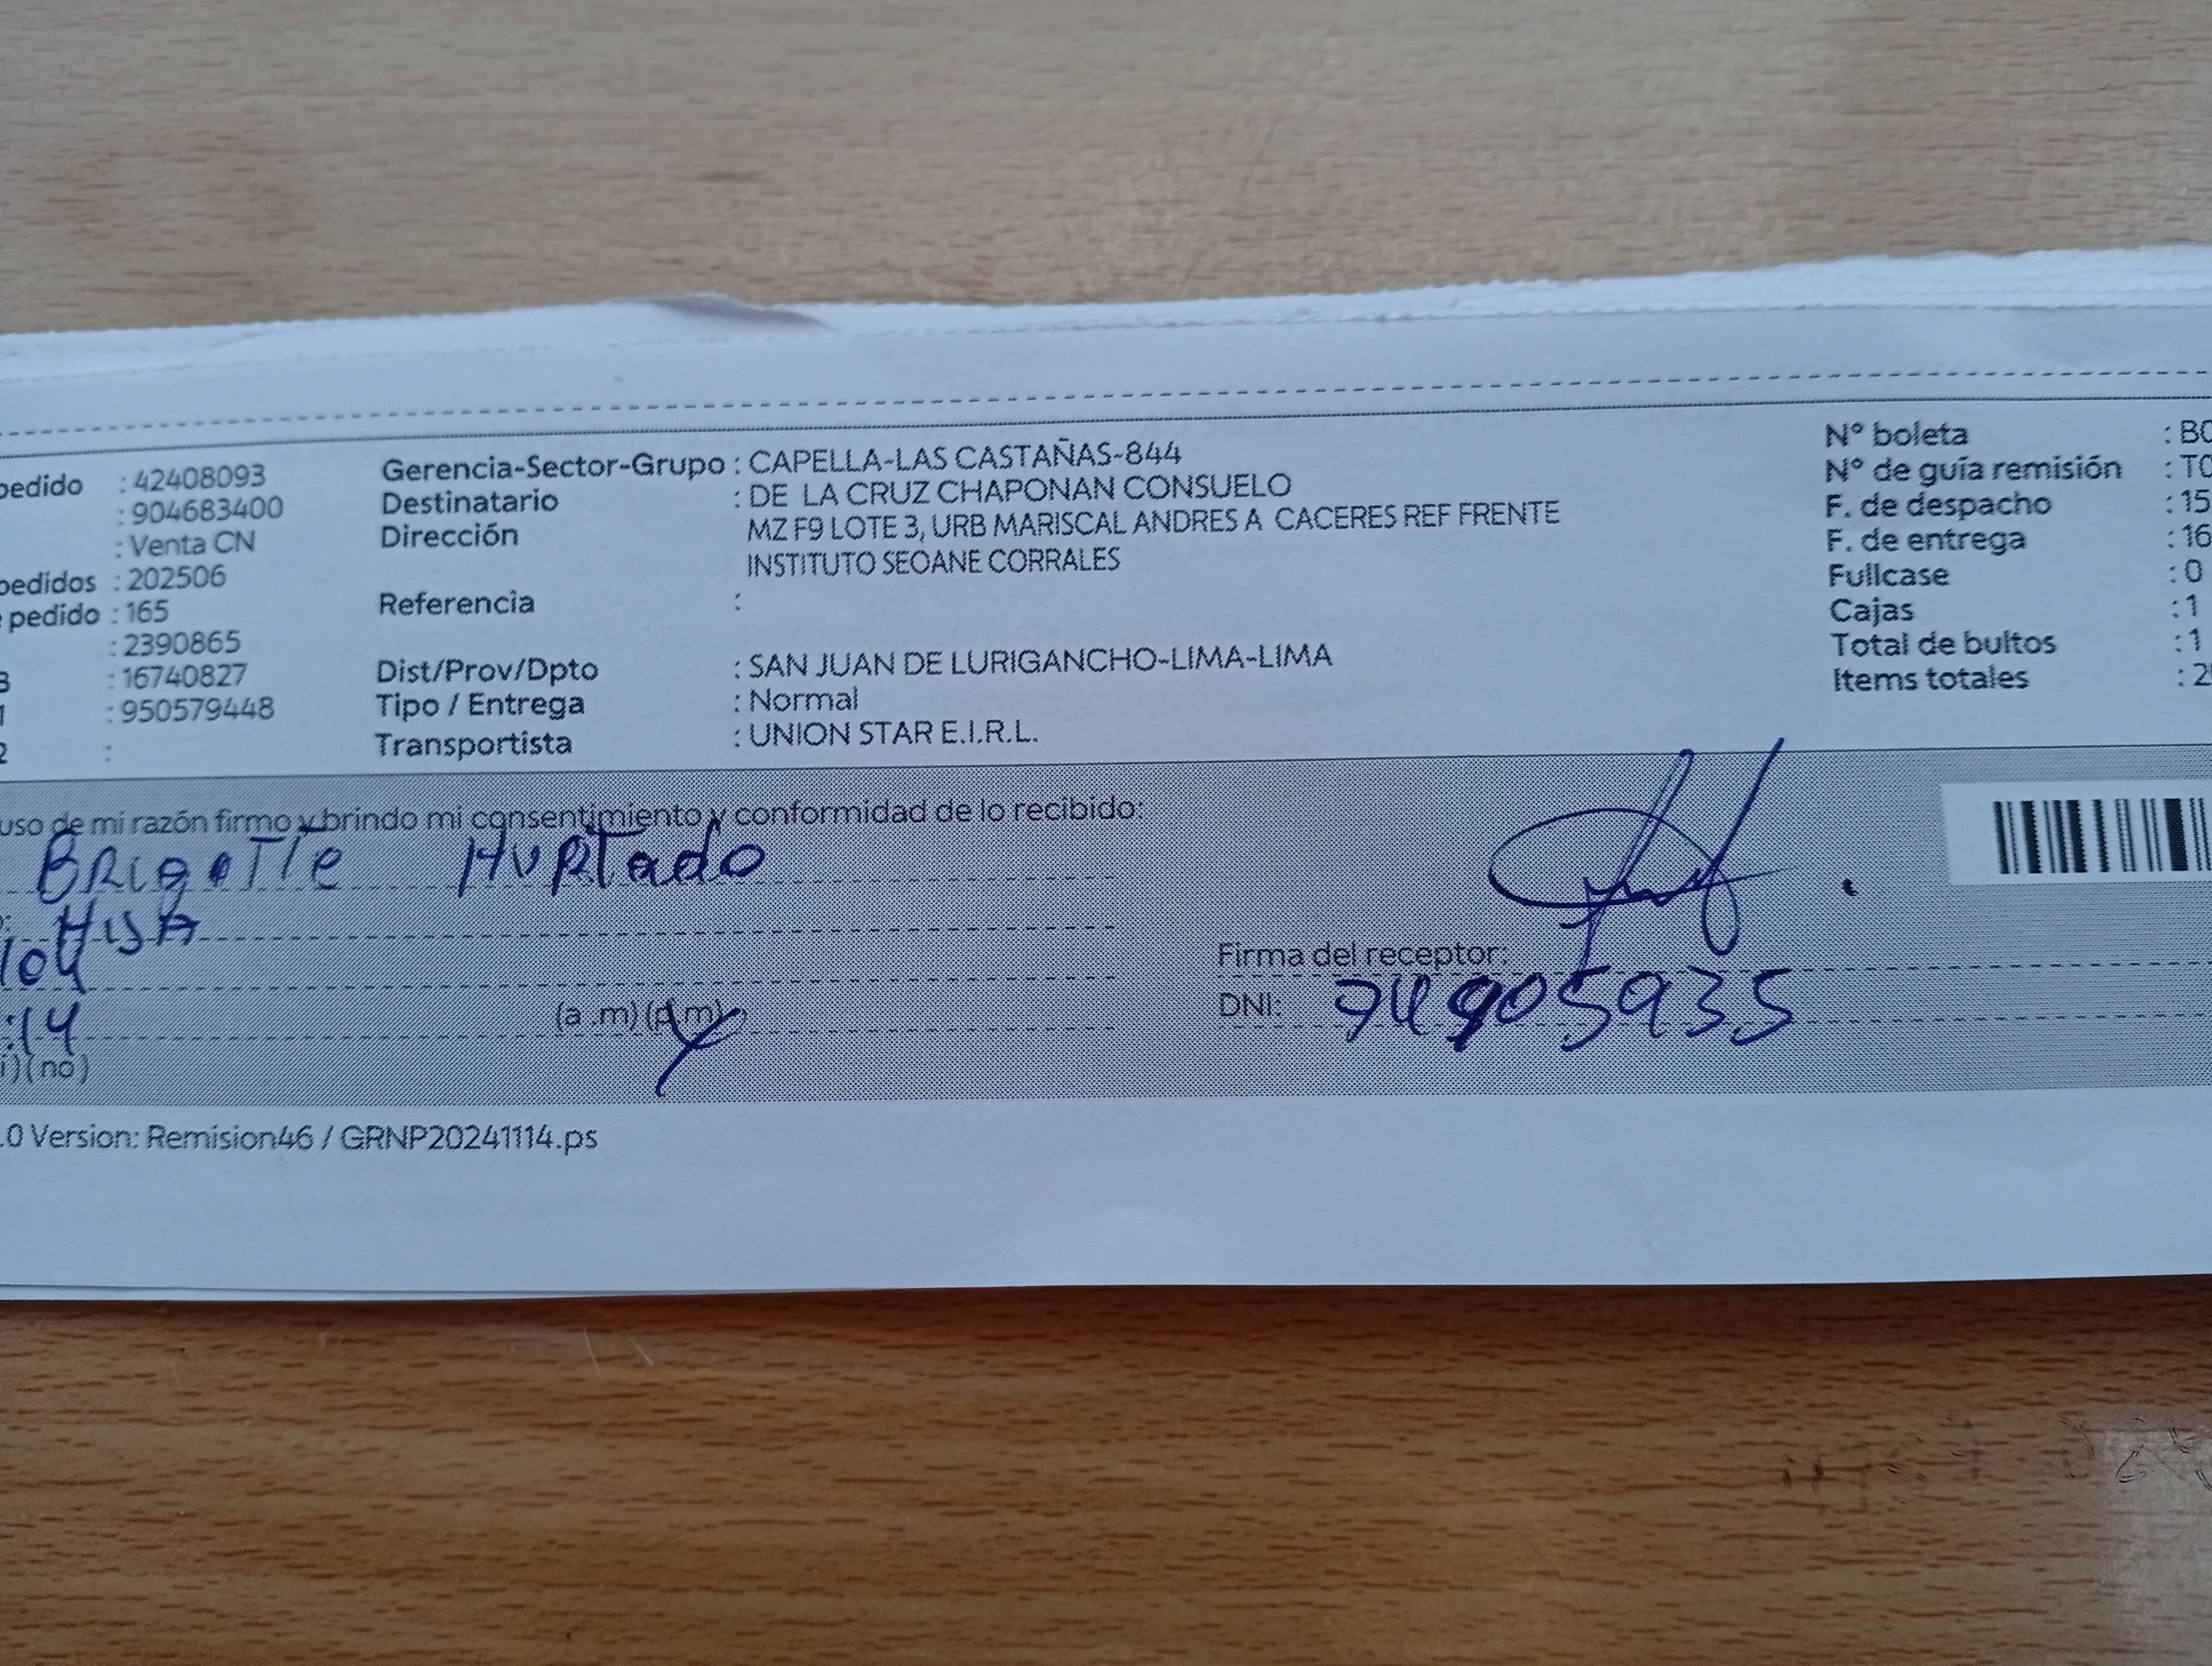 pedido : 42408093 Gerencia-Sector-Grupo : CAPELLA-LAS CASTAÑAS-844 N° boleta : B0
: 904683400 Destinatario : DE LA CRUZ CHAPONAN CONSUELO N° de guía remisión : T0
: Venta CN Dirección MZ F9 LOTE 3, URB MARISCAL ANDRES A CACERES REF FRENTE F. de despacho : 15
INSTITUTO SEOANE CORRALES F. de entrega : 16
pedidos : 202506 Fullcase : 0
pedido : 165 Referencia : Cajas : 1
: 2390865 Total de bultos : 1
: 16740827 Dist/Prov/Dpto : SAN JUAN DE LURIGANCHO-LIMA-LIMA Items totales : 2
: 950579448 Tipo / Entrega : Normal
2 : Transportista : UNION STAR E.I.R.L.
uso de mi razón firmo y brindo mi consentimiento y conformidad de lo recibido:
Hurtado
HIJA
104 Firma del receptor:
:14 (a .m) (p.m) DNI:
i) (no)
.0 Version: Remision46 / GRNP20241114.ps